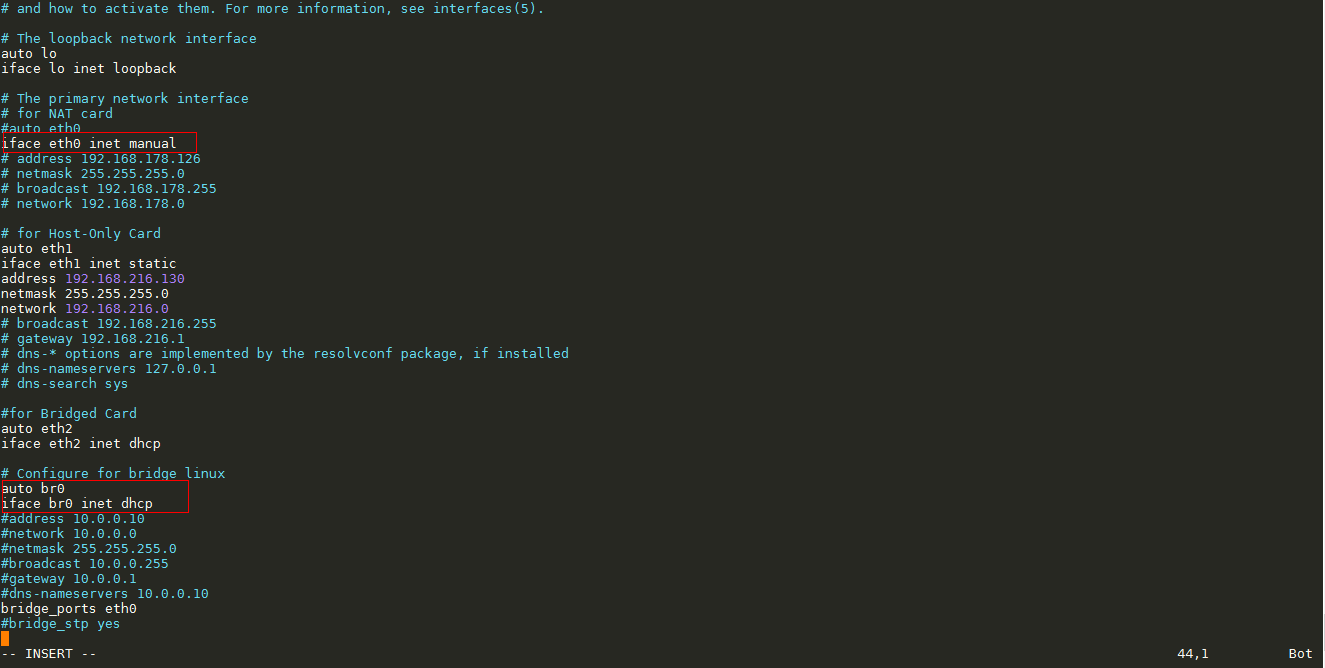 # and how to activate them. For more information, see interfaces(5).
# The loopback network interface
auto lo
iface lo inet loopback
# The primary network interface
# for NAT card
#auto eth0
iface eth0 inet manual
# address 192.168.178.126
# netmask 255.255.255.0
# broadcast 192.168.178.255
# network 192.168.178.0
# for Host-Only Card
auto eth1
iface eth1 inet static
address 192.168.216.130
netmask 255.255.255.0
network 192.168.216.0
# broadcast 192.168.216.255
# gateway 192.168.216.1
# dns-* options are implemented by the resolvconf package, if installed
# dns-nameservers 127.0.0.1
# dns-search sys
#for Bridged Card
auto eth2
iface eth2 inet dhcp
# Configure for bridge linux
auto br0
iface br0 inet dhcp
#address 10.0.0.10
#network 10.0.0.0
#netmask 255.255.255.0
#broadcast 10.0.0.255
#gateway 10.0.0.1
#dns-nameservers 10.0.0.10
bridge_ports eth0
#bridge_stp yes
-- INSERT -- 44,1 Bot